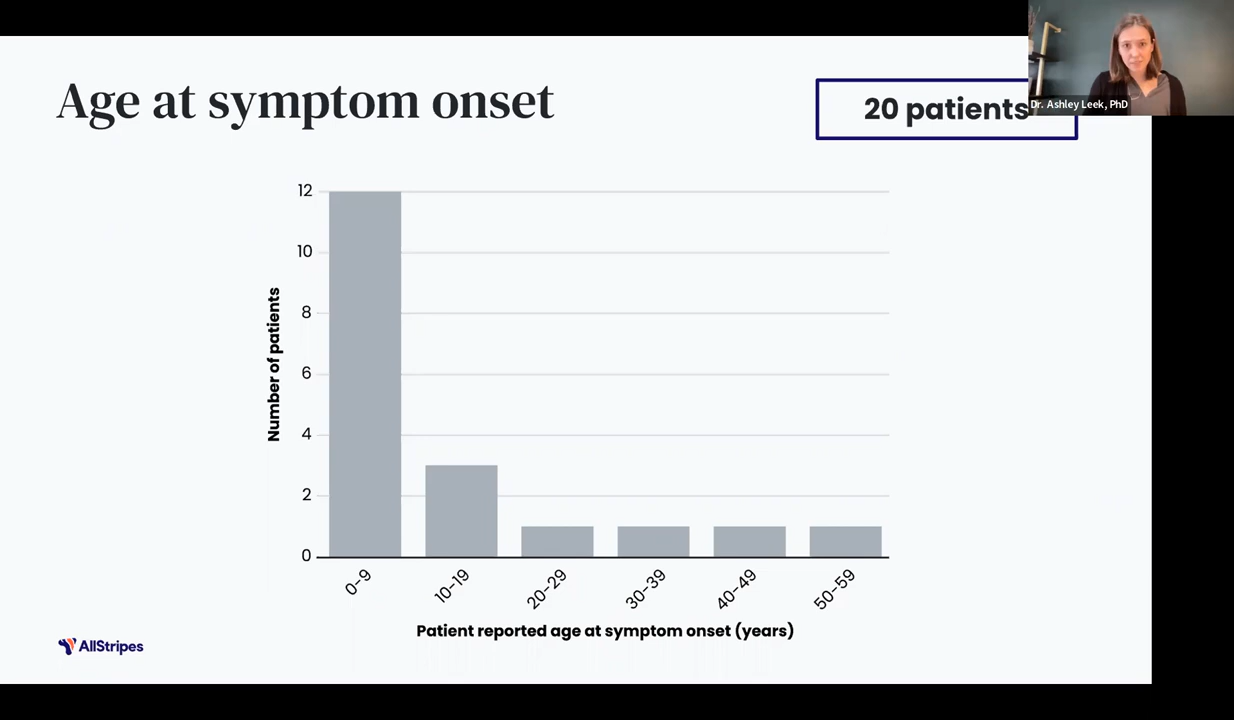 Age at symptom onset
20 patients
Dr. Ashley Leek, PhD
12
10
8
6
4
2
0
Number of patients
0-9
10-19
20-29
30-39
40-49
50-59
Patient reported age at symptom onset (years)
AllStripes